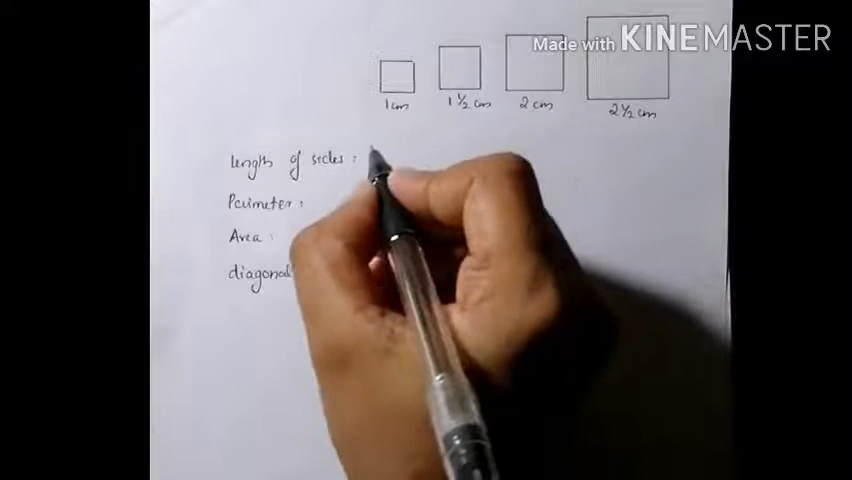 Made with KINEMASTER
1 cm 1 ½ cm 2 cm 2 ½ cm
length of sides :
Perimeter :
Area :
diagonal